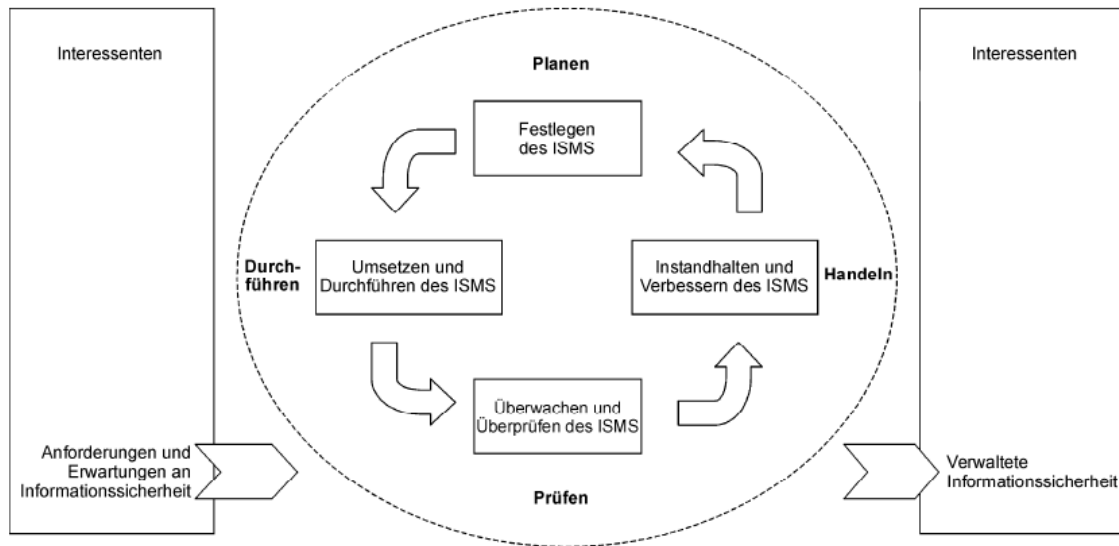 Interessenten
Planen
Interessenten
Festlegen
des ISMS
Durch-
führen
Umsetzen und
Durchführen des ISMS
Instandhalten und
Verbessern des ISMS
Handeln
Überwachen und
Überprüfen des ISMS
Anforderungen und
Erwartungen an
Informationssicherheit
Prüfen
Verwaltete
Informationssicherheit